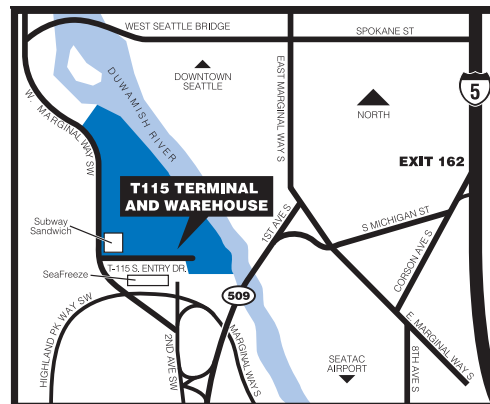 WEST SEATTLE BRIDGE
SPOKANE ST
DOWNTOWN
SEATTLE
EAST MARGINAL WAY S
5
W. MARGINAL WAY SW
DUWAMISH RIVER
NORTH
EXIT 162
T115 TERMINAL
AND WAREHOUSE
Subway
Sandwich
1ST AVE S
S MICHIGAN ST
CORSON AVE S
T-115 S. ENTRY DR.
SeaFreeze
509
HIGHLAND PK WAY SW
2ND AVE SW
MARGINAL
WAY S
E. MARGINAL WAY S
SEATAC
AIRPORT
8TH AVE S